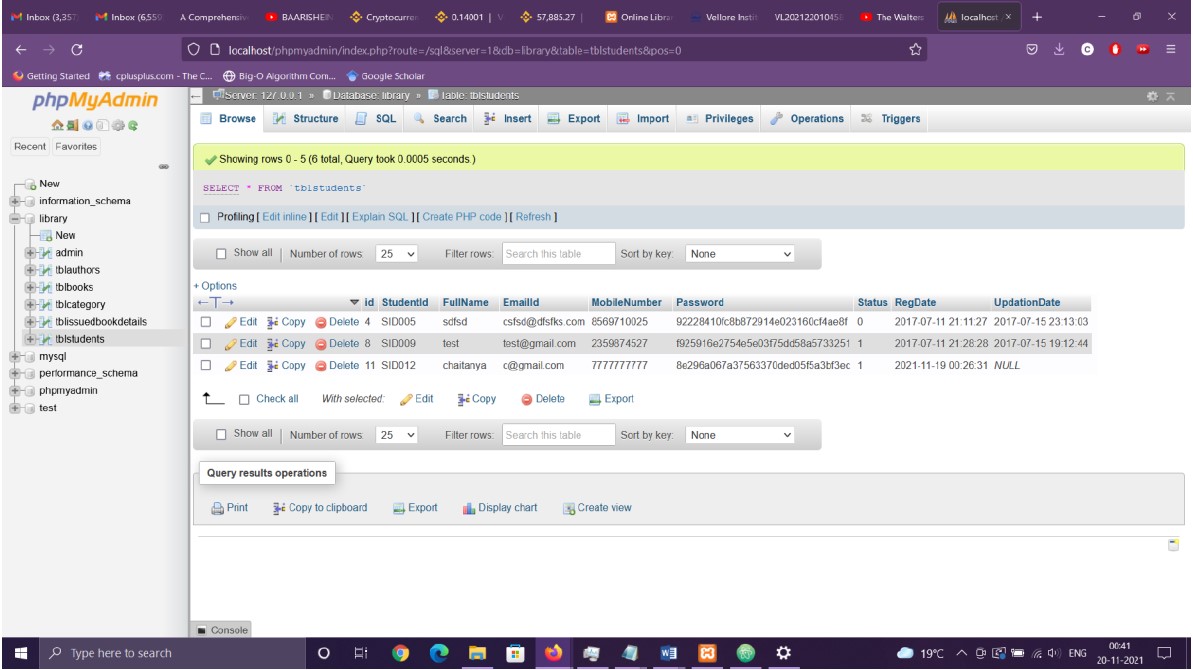 Inbox (3,357 Inbox (6,559 A Comprehensiv BAARISHEIN Cryptocurren 0.14001 | V 57,885.27 | Online Librar Vellore Instit VL202122010458 The Walters localhost / ×
localhost/phpmyadmin/index.php?route=/sql&server=1&db=library&table=tblstudents&pos=0
Getting Started cplusplus.com - The C... Big-O Algorithm Com... Google Scholar
phpMyAdmin
Recent Favorites
New
information_schema
library
New
admin
tblauthors
tblbooks
tblcategory
tblissuedbookdetails
tblstudents
mysql
performance_schema
phpmyadmin
test
Server: 127.0.0.1 » Database: library » Table: tblstudents
Browse Structure SQL Search Insert Export Import Privileges Operations Triggers
Showing rows 0 - 5 (6 total, Query took 0.0005 seconds.)
SELECT * FROM `tblstudents`
Profiling [ Edit inline ] [ Edit ] [ Explain SQL ] [ Create PHP code ] [ Refresh ]
Show all | Number of rows: 25 Filter rows: Search this table Sort by key: None
+ Options
←T→ id StudentId FullName EmailId MobileNumber Password Status RegDate UpdationDate
Edit Copy Delete 4 SID005 sdfsd csfsd@dfsfks.com 8569710025 92228410fc8b872914e023160cf4ae8f 0 2017-07-11 21:11:27 2017-07-15 23:13:03
Edit Copy Delete 8 SID009 test test@gmail.com 2359874527 f925916e2754e5e03f75dd58a5733251 1 2017-07-11 21:28:28 2017-07-15 19:12:44
Edit Copy Delete 11 SID012 chaitanya c@gmail.com 7777777777 8e296a067a37563370ded05f5a3bf3ec 1 2021-11-19 00:26:31 NULL
Check all With selected: Edit Copy Delete Export
Show all | Number of rows: 25 Filter rows: Search this table Sort by key: None
Query results operations
Print Copy to clipboard Export Display chart Create view
Console
Type here to search 19°C ENG 00:41
20-11-2021